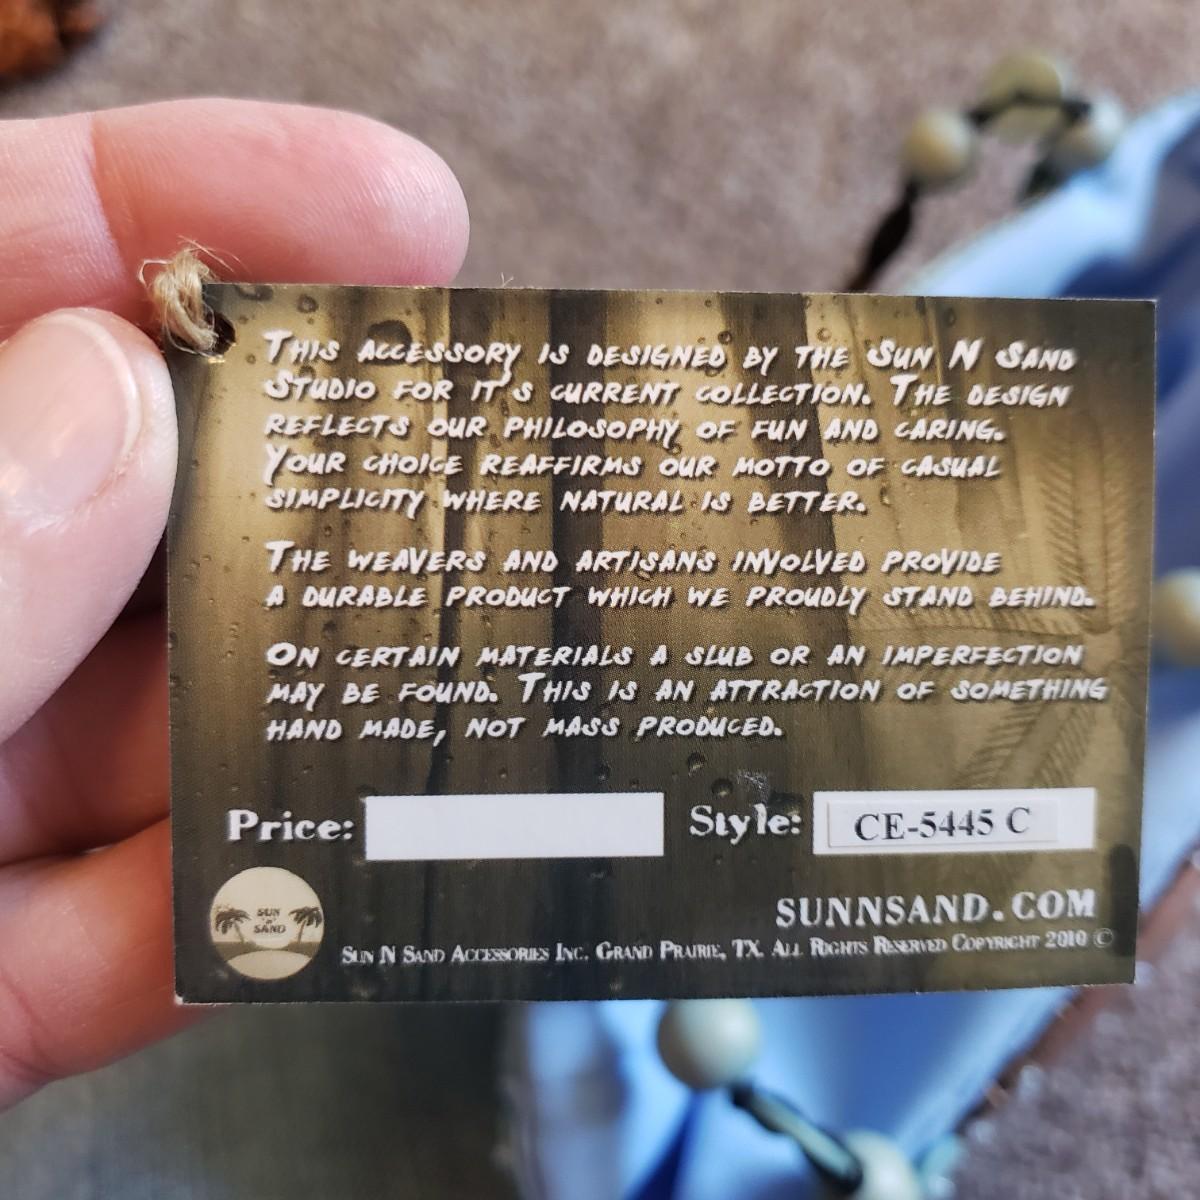 This accessory is designed by the Sun N Sand
Studio for it's current collection. The design
reflects our philosophy of fun and caring.
Your choice reaffirms our motto of casual
simplicity where natural is better.
The weavers and artisans involved provide
a durable product which we proudly stand behind.
On certain materials a slub or an imperfection
may be found. This is an attraction of something
hand made, not mass produced.
Price: Style: CE-5445 C
SUNNSAND.COM
SUN
'N'
SAND
Sun N Sand Accessories Inc. Grand Prairie, TX. All Rights Reserved Copyright 2010 ©